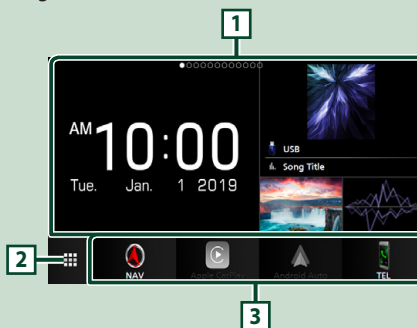 1
AM 10:00
Tue. Jan. 1 2019
USB
Song Title
2
NAV
Apple CarPlay
Android Auto
TEL
3